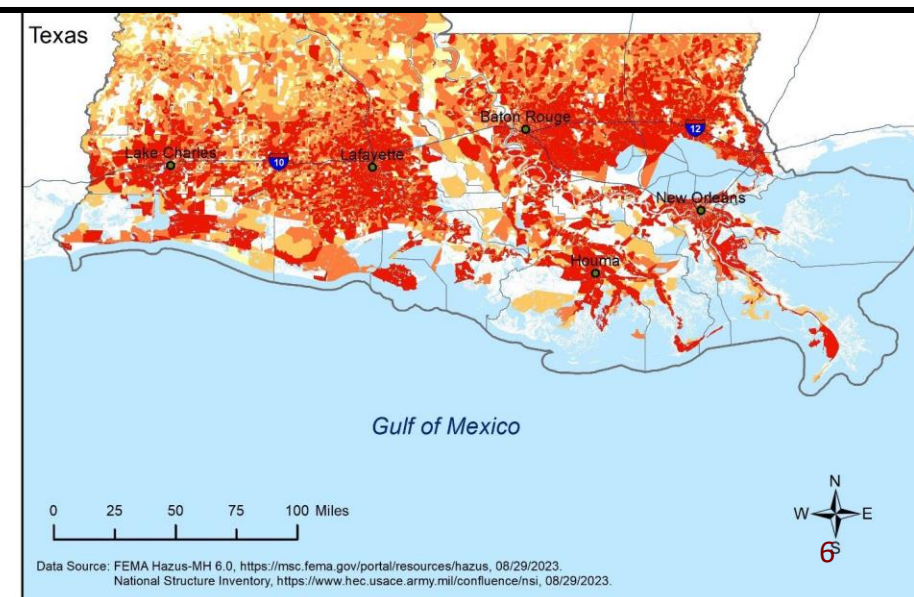 Texas
Baton Rouge
12
Lake Charles
10
Lafayette
New Orleans
Houma
Gulf of Mexico
N
0 25 50 75 100 Miles
W E
S
6
Data Source: FEMA Hazus-MH 6.0, https://msc.fema.gov/portal/resources/hazus, 08/29/2023.
National Structure Inventory, https://www.hec.usace.army.mil/confluence/nsi, 08/29/2023.